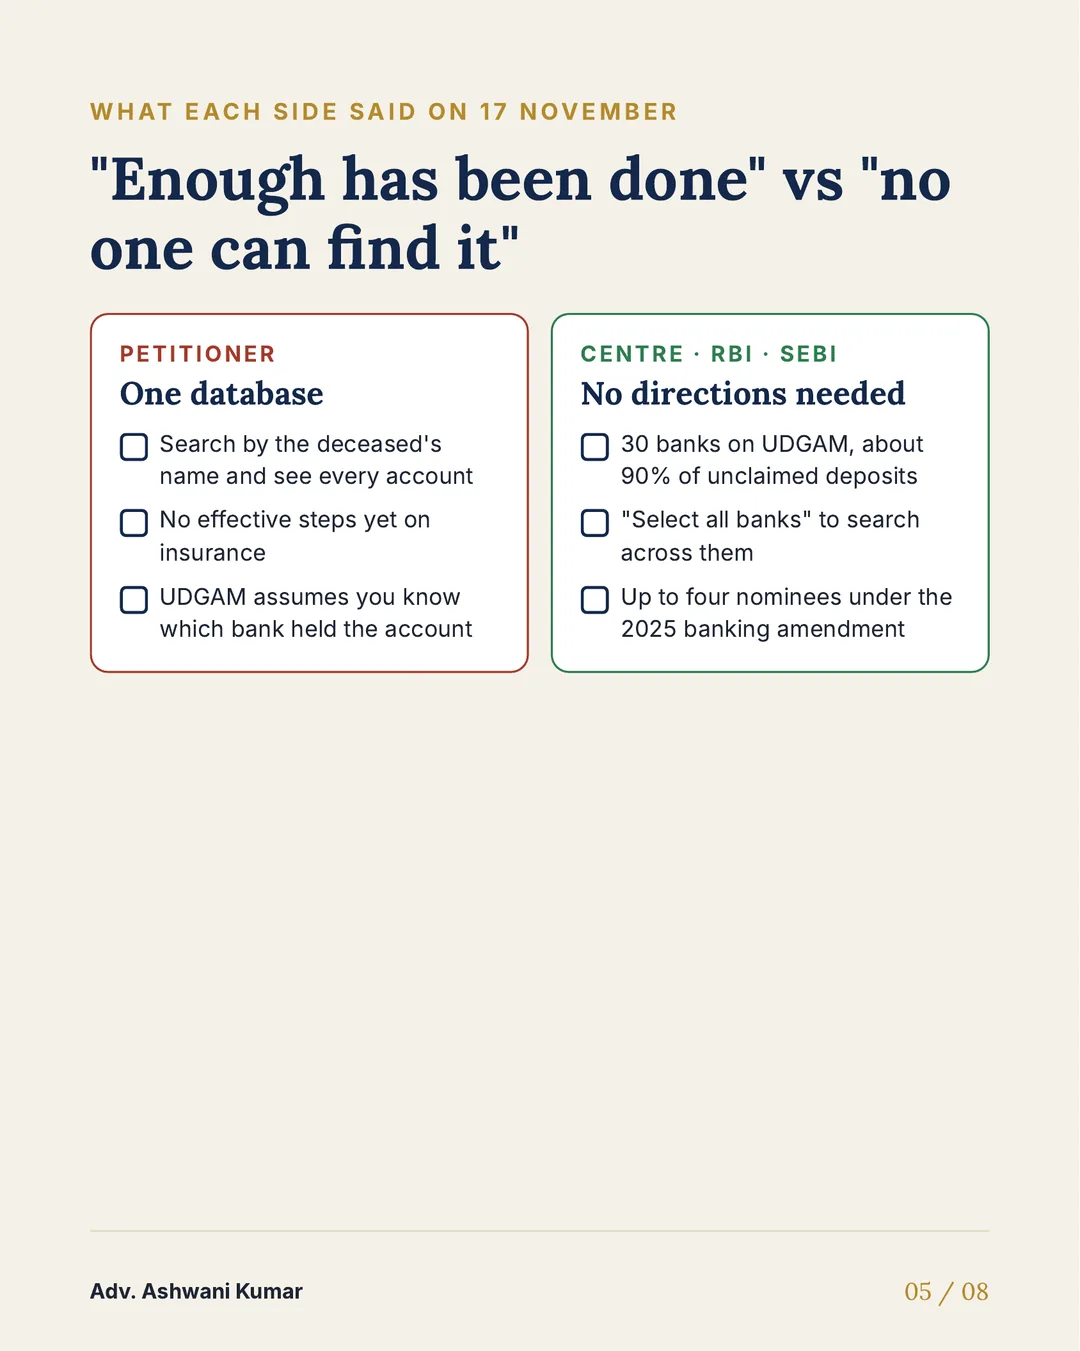 WHAT EACH SIDE SAID ON 17 NOVEMBER
"Enough has been done" vs "no
one can find it"
PETITIONER
One database
Search by the deceased's
name and see every account
No effective steps yet on
insurance
UDGAM assumes you know
which bank held the account
CENTRE · RBI · SEBI
No directions needed
30 banks on UDGAM, about
90% of unclaimed deposits
"Select all banks" to search
across them
Up to four nominees under the
2025 banking amendment
Adv. Ashwani Kumar
05 / 08